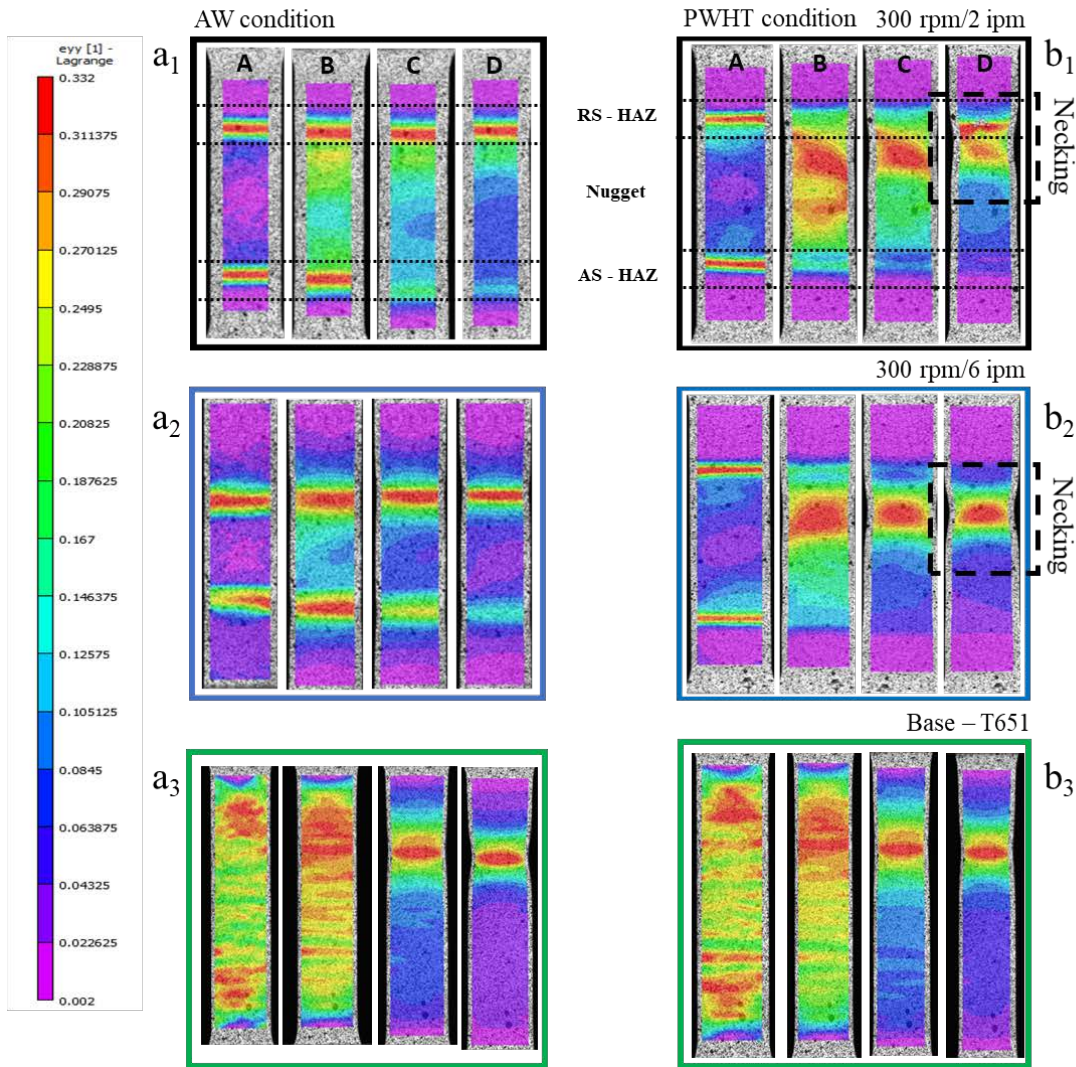 AW condition
PWHT condition
300 rpm/2 ipm
eyy [1] -
Lagrange
0.332
0.311375
0.29075
0.270125
0.2495
0.228875
0.20825
0.187625
0.167
0.146375
0.12575
0.105125
0.0845
0.063875
0.04325
0.022625
0.002
a1
A
B
C
D
RS - HAZ
Nugget
AS - HAZ
A
B
C
D
b1
Necking
300 rpm/6 ipm
a2
b2
Necking
Base – T651
a3
b3